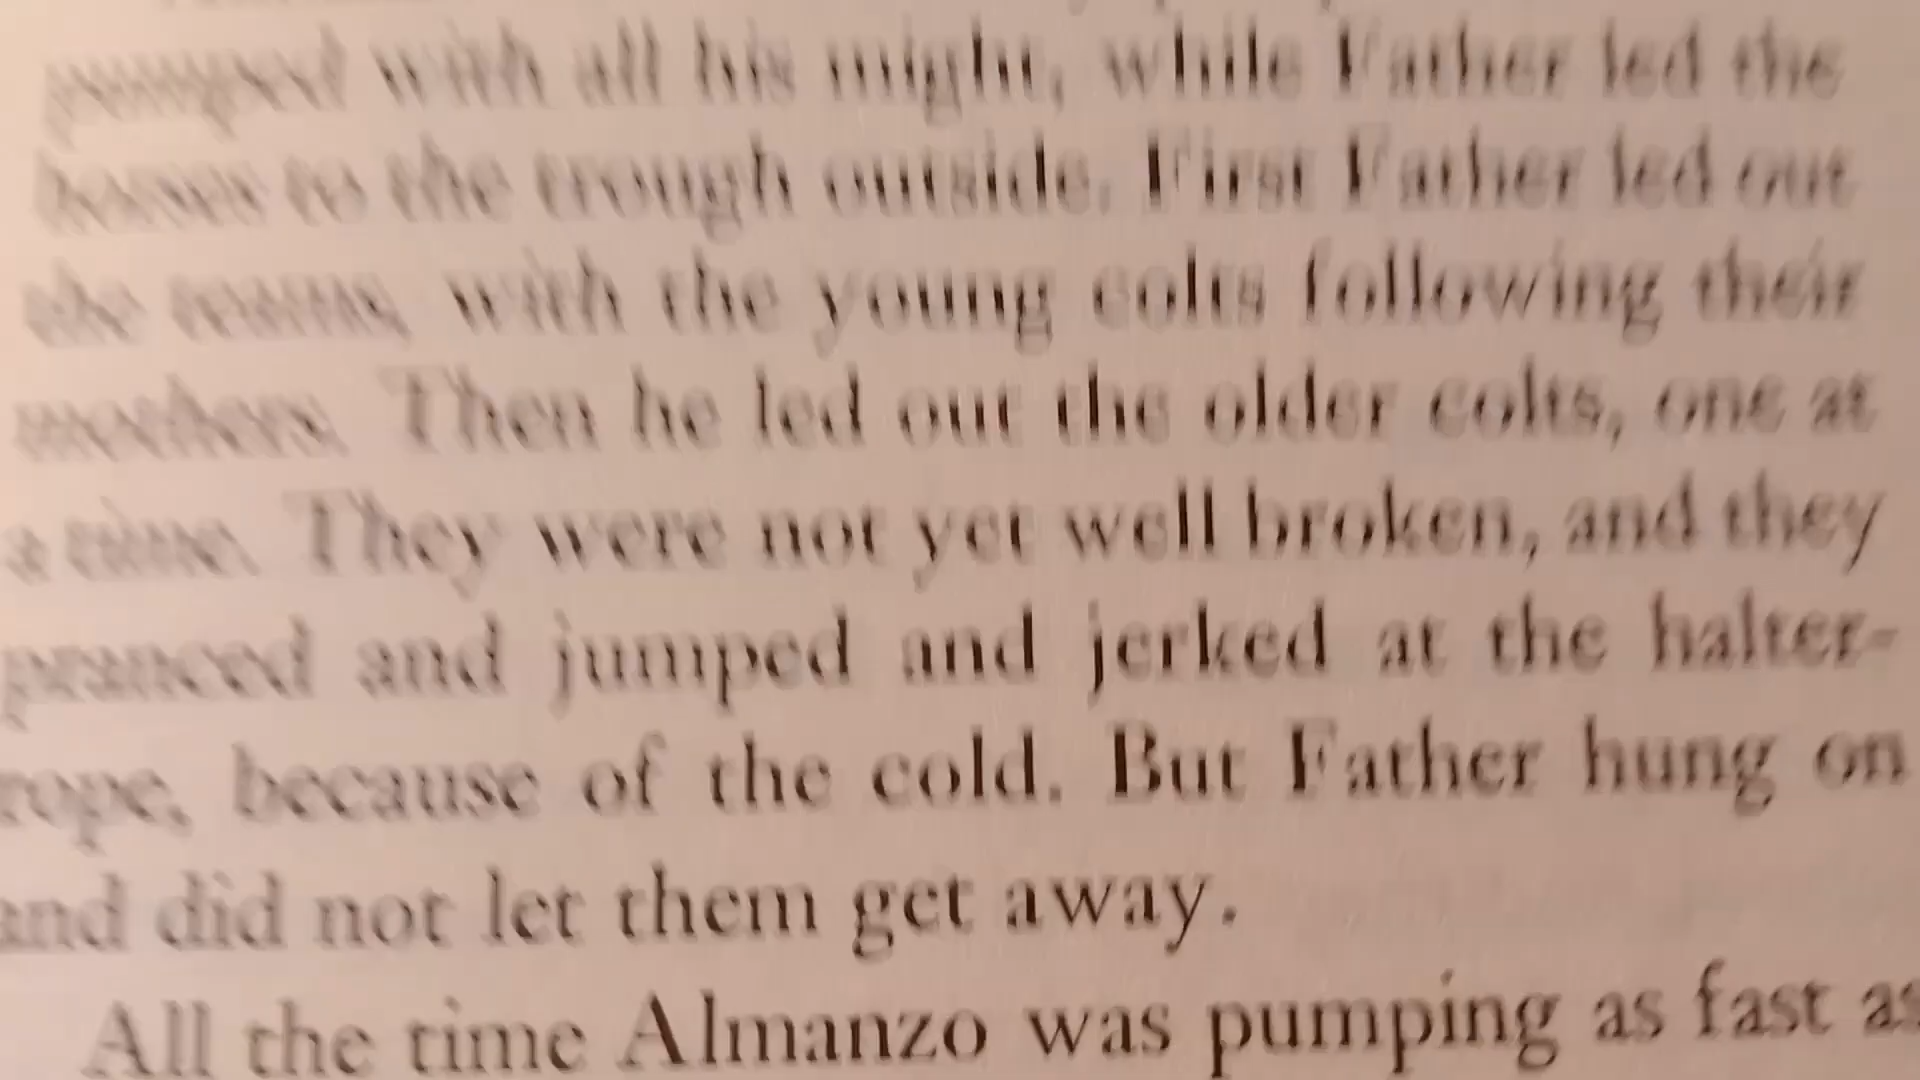 pumped with all his might, while Father led the
horses to the trough outside. First Father led out
the teams, with the young colts following their
mothers. Then he led out the older colts, one at
a time. They were not yet well broken, and they
pranced and jumped and jerked at the halter-
rope, because of the cold. But Father hung on
and did not let them get away.
All the time Almanzo was pumping as fast as